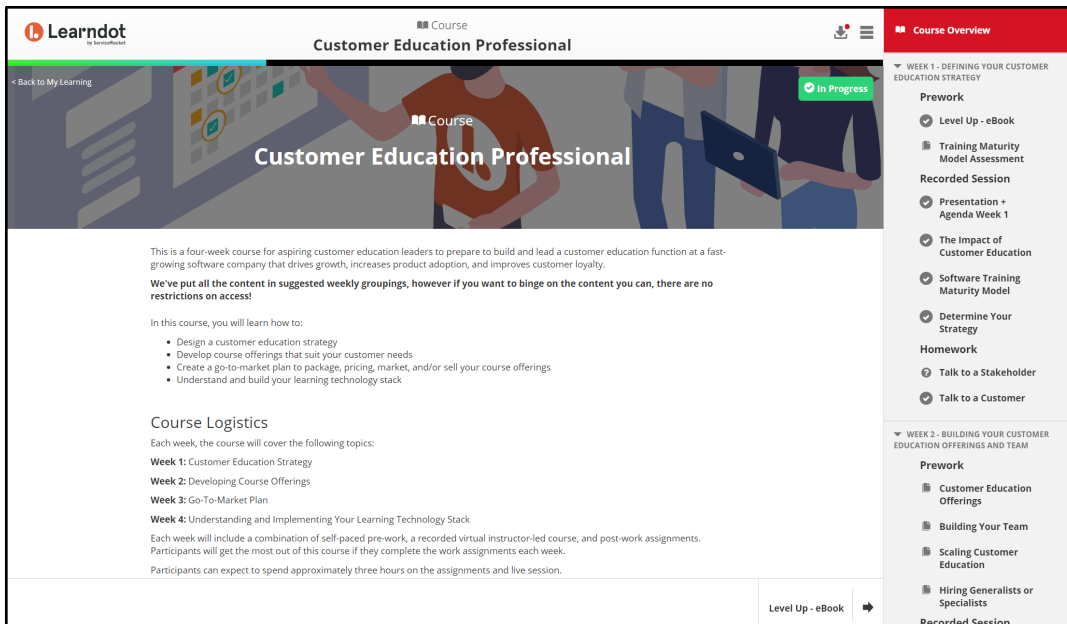 Learndot
by ServiceRocket
Course
Customer Education Professional
Course Overview
< Back to My Learning
In Progress
Course
Customer Education Professional
This is a four-week course for aspiring customer education leaders to prepare to build and lead a customer education function at a fast-
growing software company that drives growth, increases product adoption, and improves customer loyalty.
We've put all the content in suggested weekly groupings, however if you want to binge on the content you can, there are no
restrictions on access!
In this course, you will learn how to:
• Design a customer education strategy
• Develop course offerings that suit your customer needs
• Create a go-to-market plan to package, pricing, market, and/or sell your course offerings
• Understand and build your learning technology stack
Course Logistics
Each week, the course will cover the following topics:
Week 1: Customer Education Strategy
Week 2: Developing Course Offerings
Week 3: Go-To-Market Plan
Week 4: Understanding and Implementing Your Learning Technology Stack
Each week will include a combination of self-paced pre-work, a recorded virtual instructor-led course, and post-work assignments.
Participants will get the most out of this course if they complete the work assignments each week.
Participants can expect to spend approximately three hours on the assignments and live session.
Level Up - eBook
WEEK 1 - DEFINING YOUR CUSTOMER
EDUCATION STRATEGY
Prework
Level Up - eBook
Training Maturity
Model Assessment
Recorded Session
Presentation +
Agenda Week 1
The Impact of
Customer Education
Software Training
Maturity Model
Determine Your
Strategy
Homework
Talk to a Stakeholder
Talk to a Customer
WEEK 2 - BUILDING YOUR CUSTOMER
EDUCATION OFFERINGS AND TEAM
Prework
Customer Education
Offerings
Building Your Team
Scaling Customer
Education
Hiring Generalists or
Specialists
Recorded Session